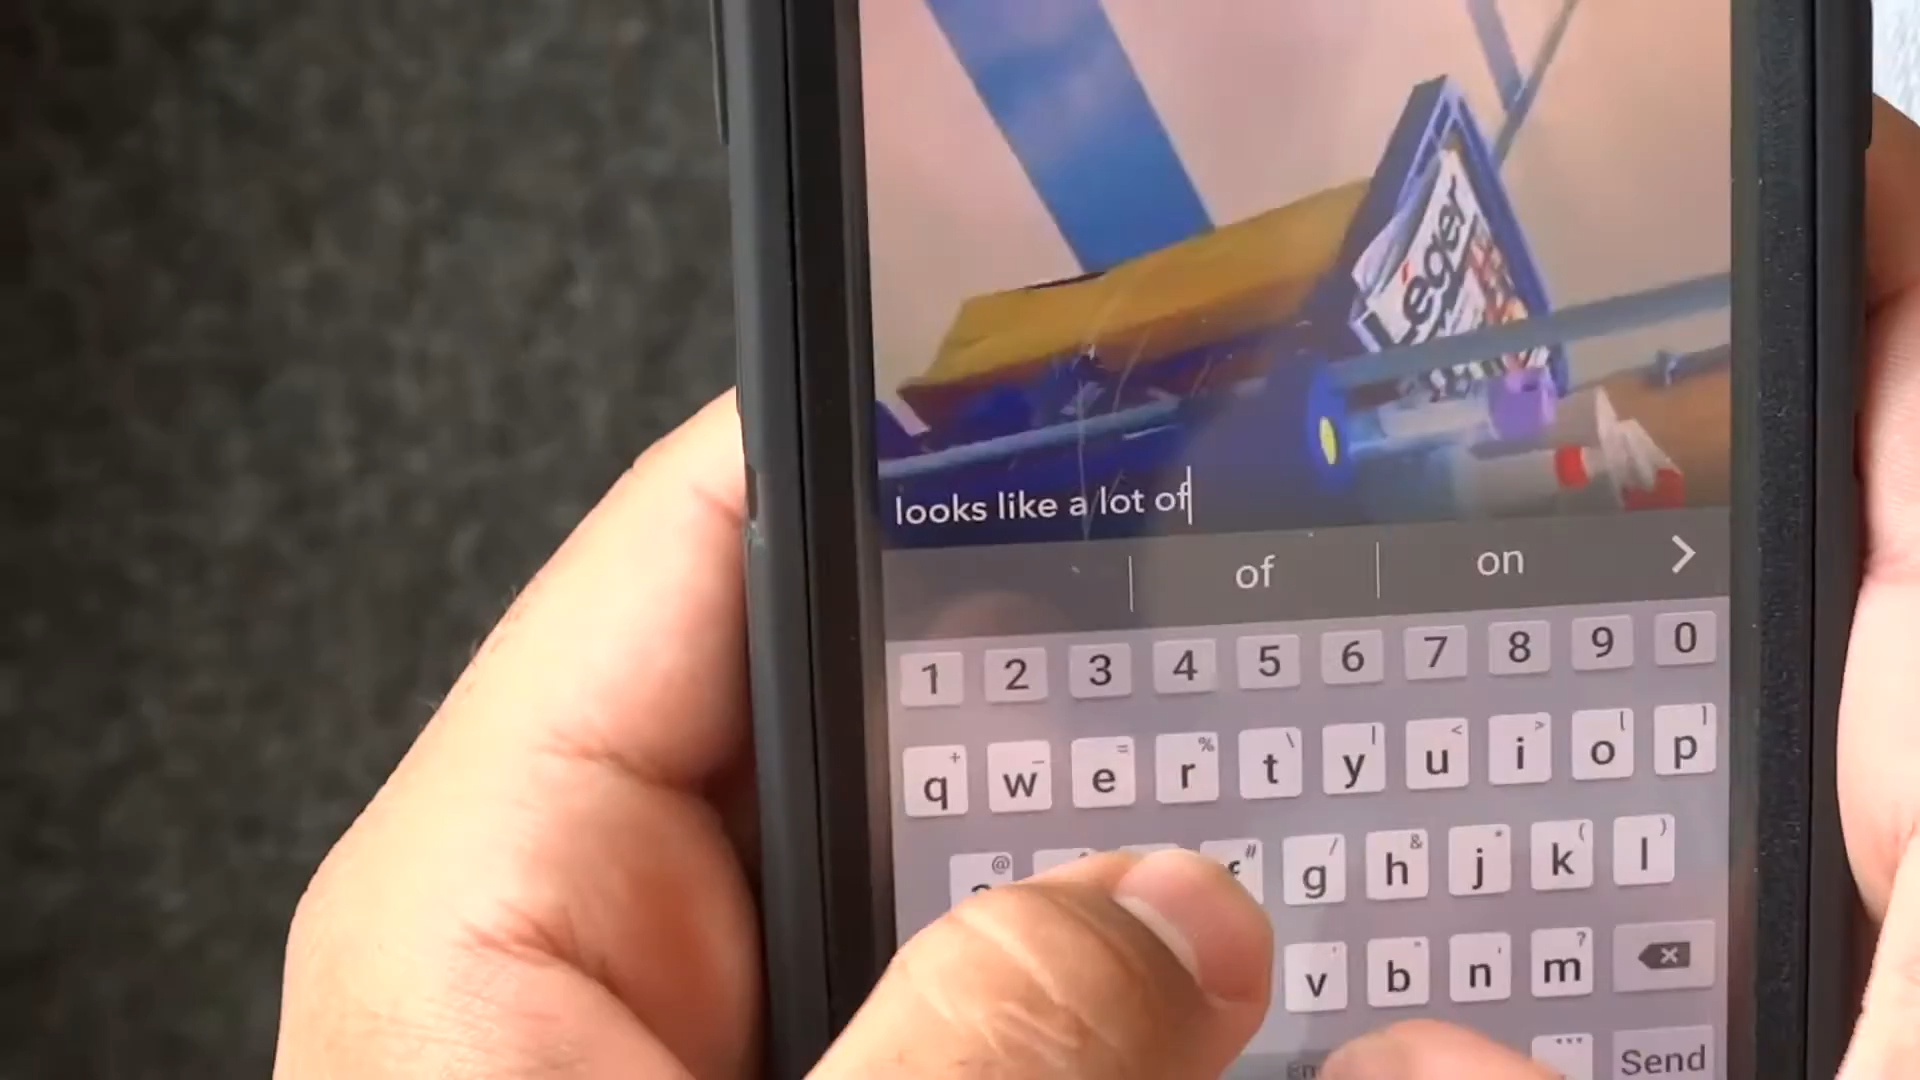 Léger
looks like a lot of
of
on
1 2 3 4 5 6 7 8 9 0
+ - = % \ | < > [ ]
q w e r t y u i o p
@ # / & * ( )
f g h j k l
?
v b n m
... Send